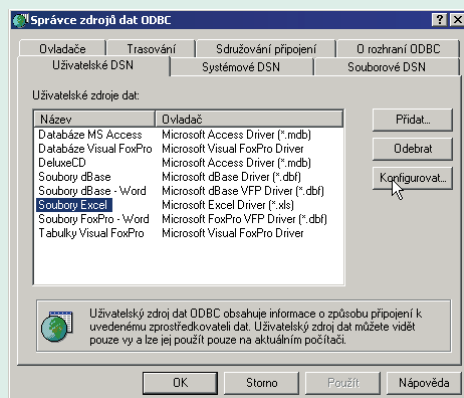 Správce zdrojů dat ODBC
Ovladače Trasování Sdružování připojení O rozhraní ODBC
Uživatelské DSN Systémové DSN Souborové DSN
Uživatelské zdroje dat:
Název Ovladač
Databáze MS Access Microsoft Access Driver (*.mdb)
Databáze Visual FoxPro Microsoft Visual FoxPro Driver
DeluxeCD Microsoft Access Driver (*.mdb)
Soubory dBase Microsoft dBase Driver (*.dbf)
Soubory dBase - Word Microsoft dBase VFP Driver (*.dbf)
Soubory Excel Microsoft Excel Driver (*.xls)
Soubory FoxPro - Word Microsoft FoxPro VFP Driver (*.dbf)
Tabulky Visual FoxPro Microsoft Visual FoxPro Driver
Přidat...
Odebrat
Konfigurovat...
Uživatelský zdroj dat ODBC obsahuje informace o způsobu připojení k
uvedenému zprostředkovateli dat. Uživatelský zdroj dat můžete vidět
pouze vy a lze jej použít pouze na aktuálním počítači.
OK Storno Použít Nápověda